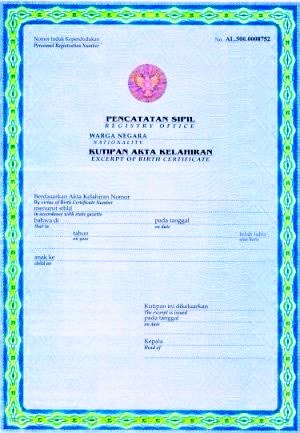 Nomor Induk Kependudukan
Personnel Registration Number
No. AL.500.0008752
PENCATATAN SIPIL
REGISTRY OFFICE
WARGA NEGARA
NATIONALITY
KUTIPAN AKTA KELAHIRAN
EXCERPT OF BIRTH CERTIFICATE
Berdasarkan Akta Kelahiran Nomor
By virtue of Birth Certificate Number
menurut stbld
in accordance with state gazette
bahwa di pada tanggal
that in on date
tahun telah lahir
on year was born
anak ke
child no
Kutipan ini dikeluarkan
The excerpt is issued
pada tanggal
on date
Kepala
Head of